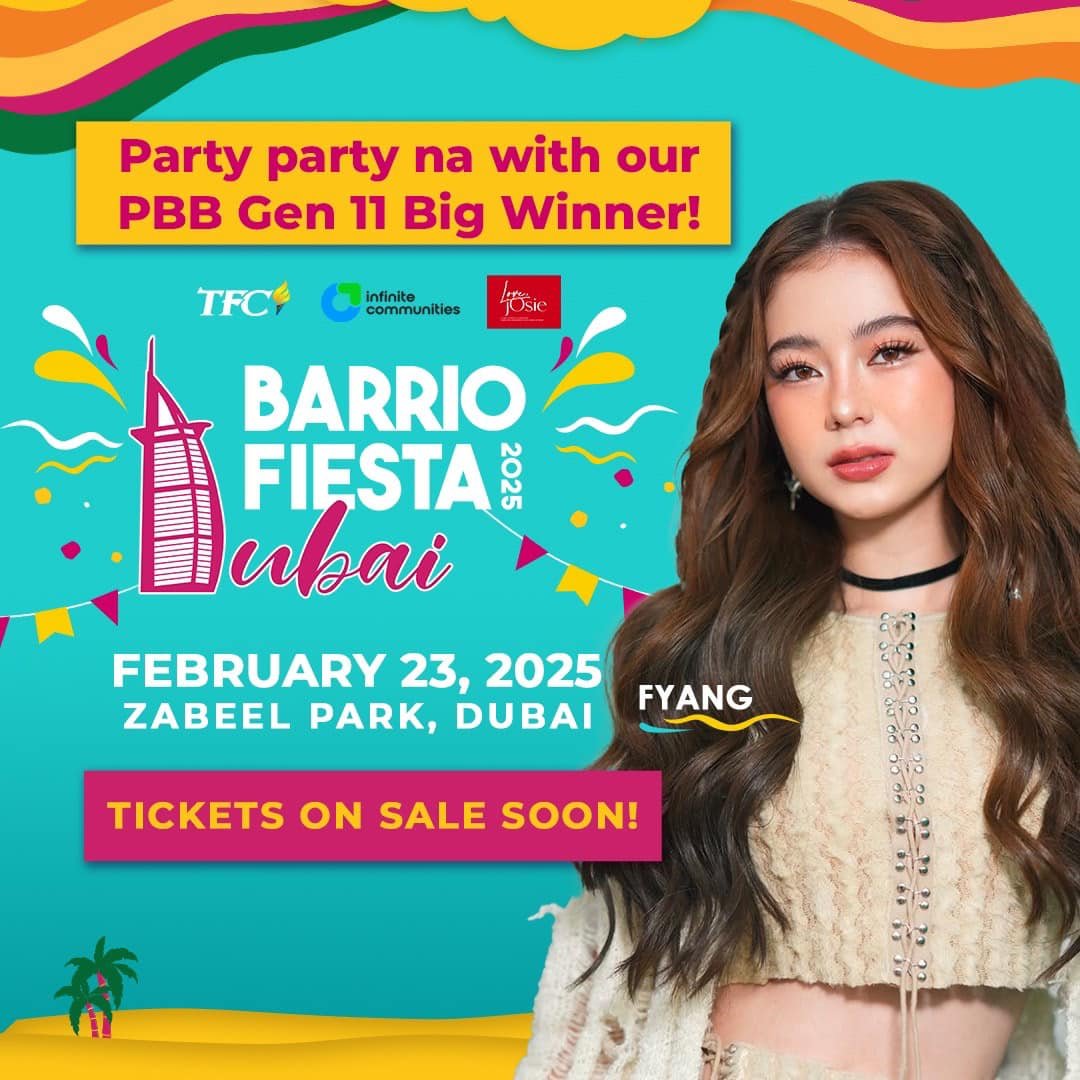 Party party na with our
PBB Gen 11 Big Winner!
TFC
infinite
communities
Love,
jOsie
BARRIO
FIESTA
2025
Dubai
FEBRUARY 23, 2025
ZABEEL PARK, DUBAI
FYANG
TICKETS ON SALE SOON!